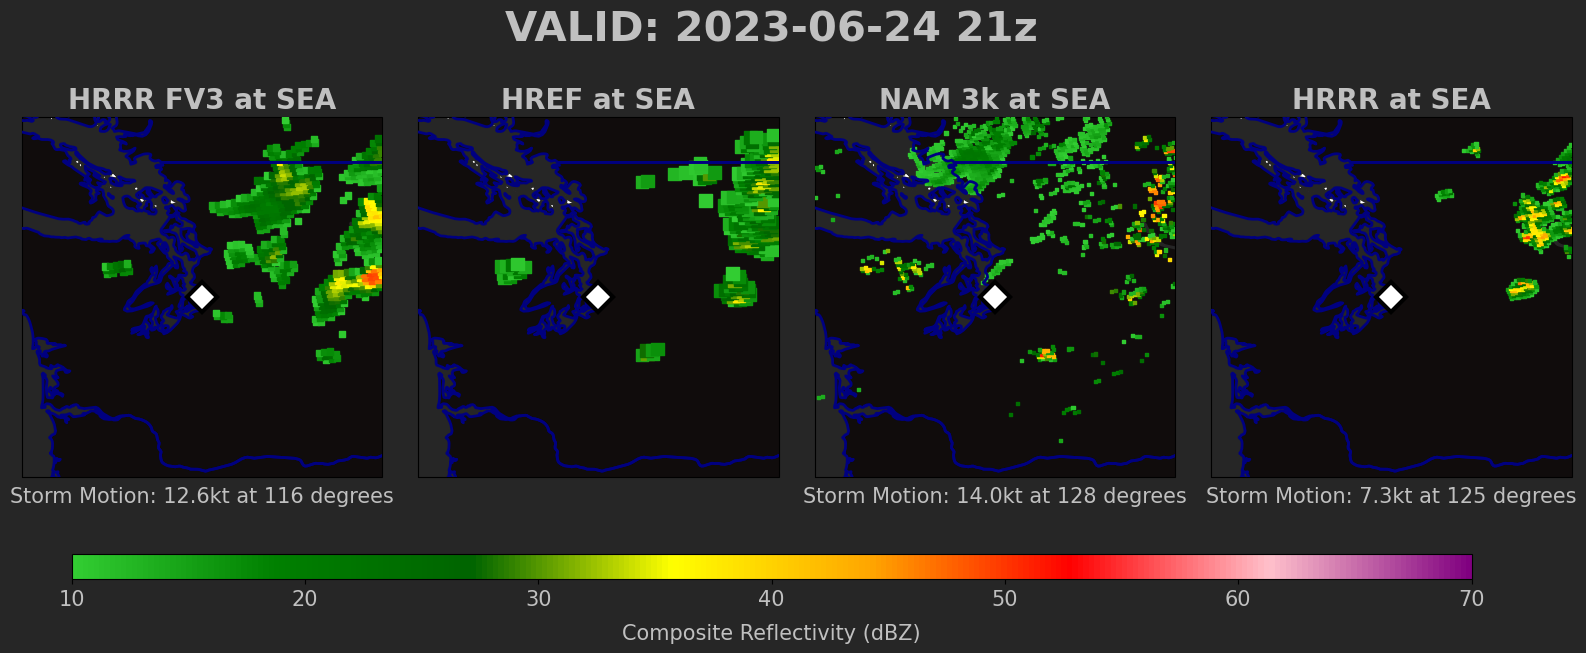 VALID: 2023-06-24 21z
HRRR FV3 at SEA
HREF at SEA
NAM 3k at SEA
HRRR at SEA
Storm Motion: 12.6kt at 116 degrees
Storm Motion: 14.0kt at 128 degrees
Storm Motion: 7.3kt at 125 degrees
10 20 30 40 50 60 70
Composite Reflectivity (dBZ)